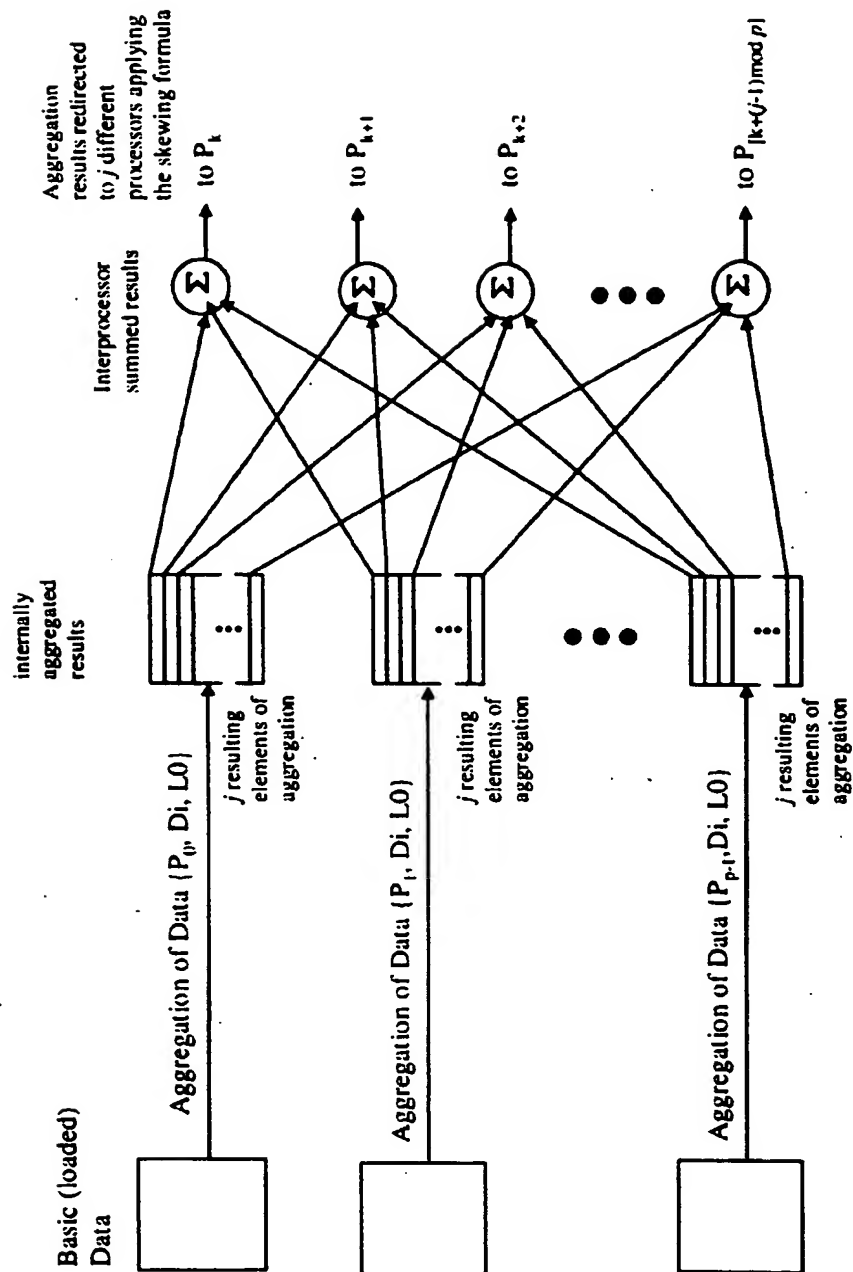 Basic (loaded)
Data
internally
aggregated
results
Interprocessor
summed results
Aggregation
results redirected
to j different
processors applying
the skewing formula
Aggregation of Data {P₀, Di, L0}
j resulting
elements of
aggregation
Σ
to Pₖ
Σ
to Pₖ₊₁
Aggregation of Data {P₁, Di, L0}
j resulting
elements of
aggregation
Σ
to Pₖ₊₂
Aggregation of Data {Pₚ₋₁,Di, L0}
j resulting
elements of
aggregation
Σ
to P[k+(j-1)mod p]